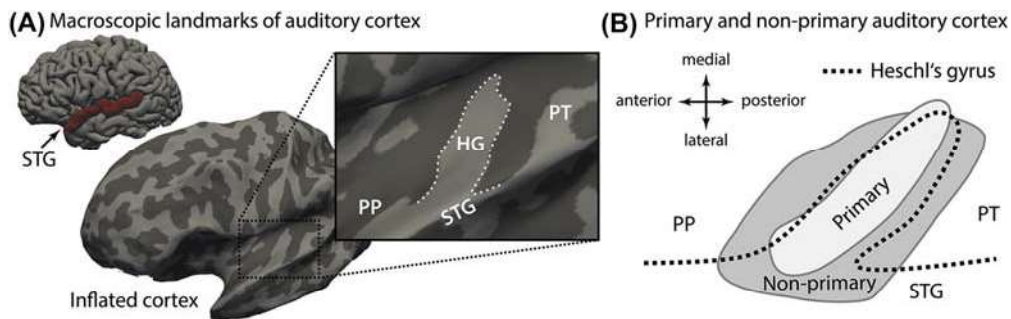 (A) Macroscopic landmarks of auditory cortex
STG
HG
PT
PP
STG
Inflated cortex
(B) Primary and non-primary auditory cortex
medial
Heschl's gyrus
anterior
posterior
lateral
Primary
PP
PT
Non-primary
STG